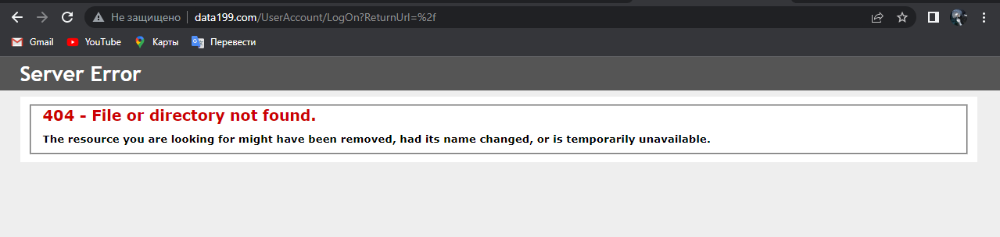 Не защищено data199.com/UserAccount/LogOn?ReturnUrl=%2f
Gmail YouTube Карты Перевести
Server Error
404 - File or directory not found.
The resource you are looking for might have been removed, had its name changed, or is temporarily unavailable.